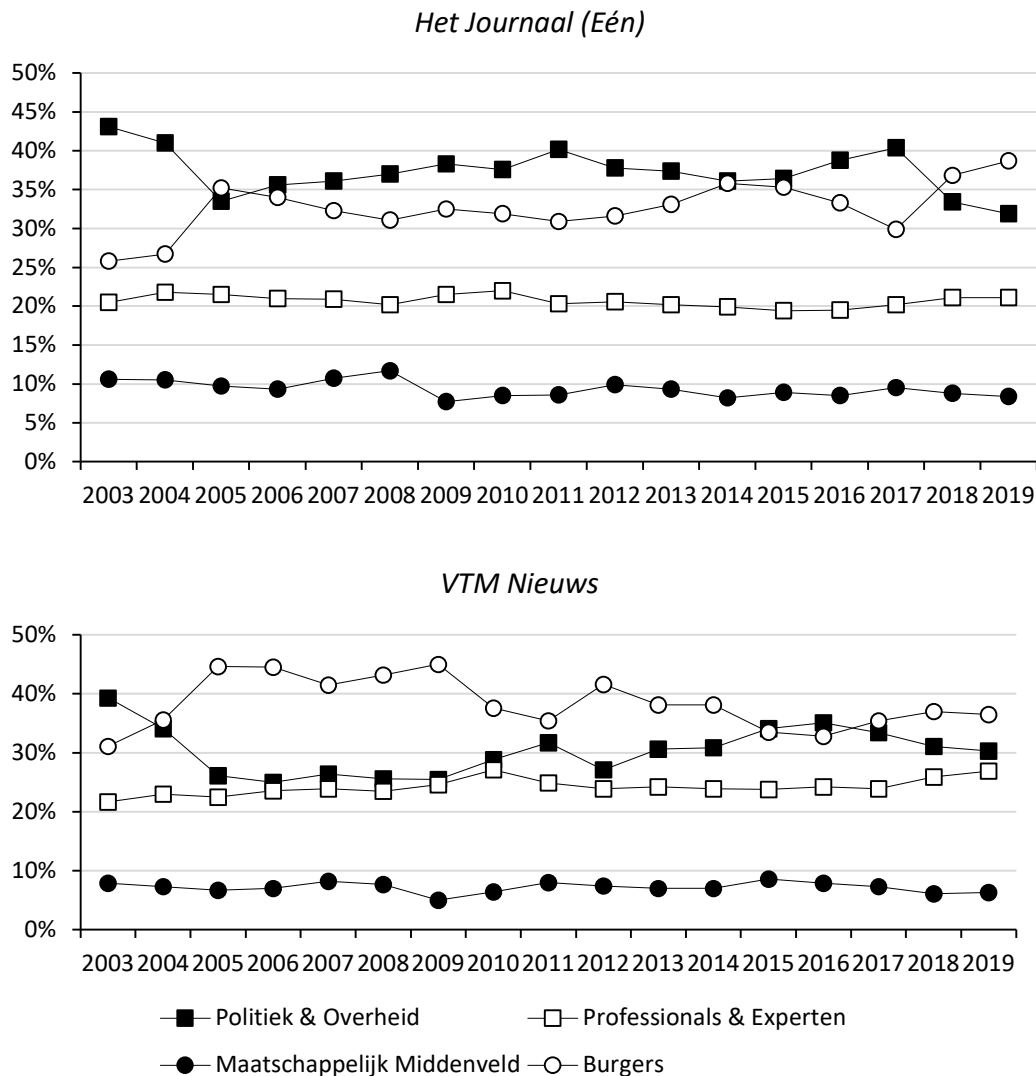 Het Journaal (Eén)
50%
45%
40%
35%
30%
25%
20%
15%
10%
5%
0%
2003 2004 2005 2006 2007 2008 2009 2010 2011 2012 2013 2014 2015 2016 2017 2018 2019
VTM Nieuws
50%
40%
30%
20%
10%
0%
2003 2004 2005 2006 2007 2008 2009 2010 2011 2012 2013 2014 2015 2016 2017 2018 2019
Politiek & Overheid
Professionals & Experten
Maatschappelijk Middenveld
Burgers